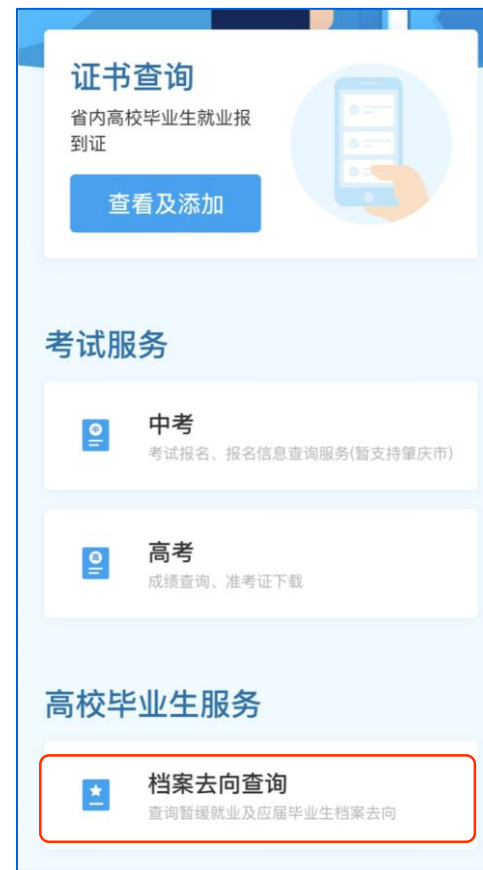 证书查询
省内高校毕业生就业报
到证
查看及添加
考试服务
中
中考
考试报名、报名信息查询服务(暂支持肇庆市)
高
高考
成绩查询、准考证下载
高校毕业生服务
档案去向查询
查询暂缓就业及应届毕业生档案去向